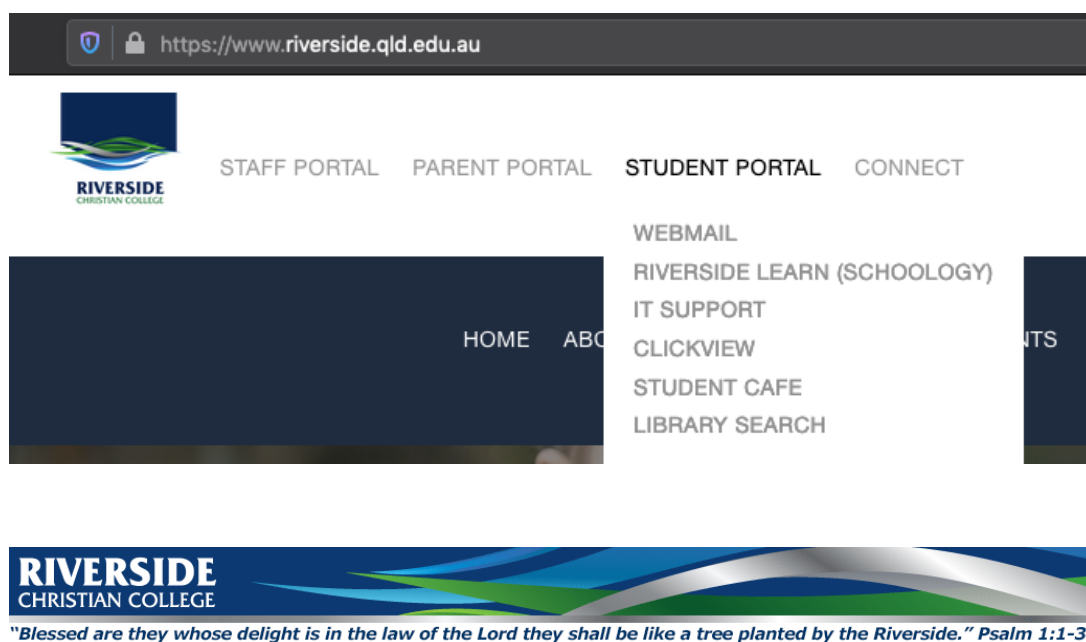 https://www.riverside.qld.edu.au
RIVERSIDE
CHRISTIAN COLLEGE
STAFF PORTAL PARENT PORTAL STUDENT PORTAL CONNECT
WEBMAIL
RIVERSIDE LEARN (SCHOOLOGY)
IT SUPPORT
CLICKVIEW
STUDENT CAFE
LIBRARY SEARCH
HOME
RIVERSIDE
CHRISTIAN COLLEGE
"Blessed are they whose delight is in the law of the Lord they shall be like a tree planted by the Riverside." Psalm 1:1-3